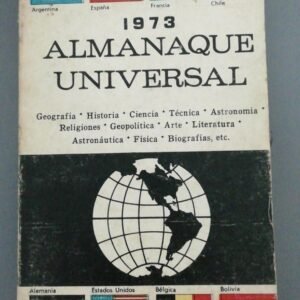 Argentina España Francia Chile
1973
ALMANAQUE
UNIVERSAL
Geografía * Historia * Ciencia * Técnica * Astronomía *
Religiones * Geopolítica * Arte * Literatura *
Astronáutica * Física * Biografías, etc.
Alemania Estados Unidos Bélgica Bolivia